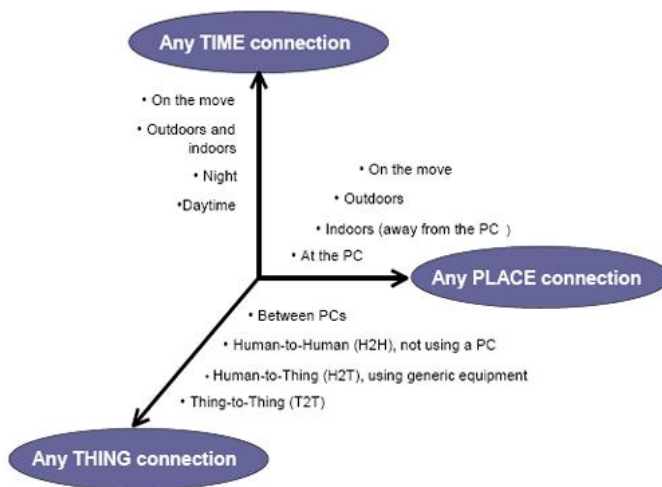 Any TIME connection
• On the move
• Outdoors and
indoors
• Night
•Daytime
• On the move
• Outdoors
• Indoors (away from the PC )
• At the PC
Any PLACE connection
• Between PCs
• Human-to-Human (H2H), not using a PC
• Human-to-Thing (H2T), using generic equipment
• Thing-to-Thing (T2T)
Any THING connection